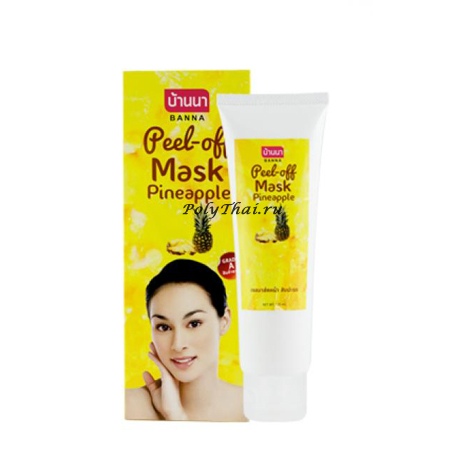 บ้านนา
BANNA
Peel-off
Mask
Pineapple
GRADE
A
บ้านนา
BANNA
Peel-off
Mask
Pineapple
PolyThai.ru